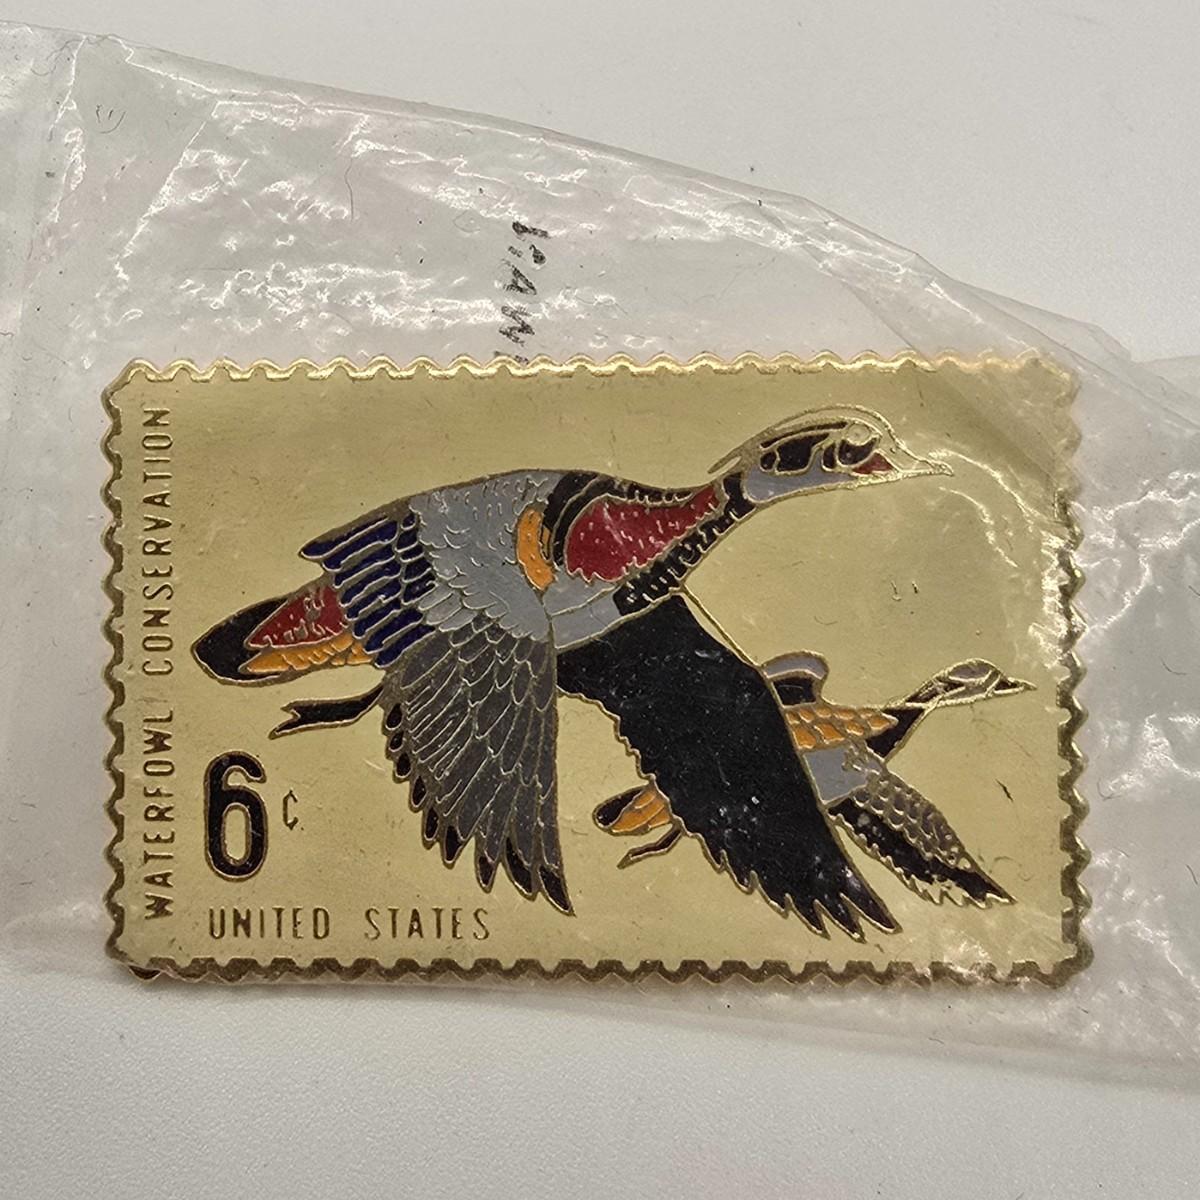 WATERFOWL CONSERVATION
6¢
UNITED STATES